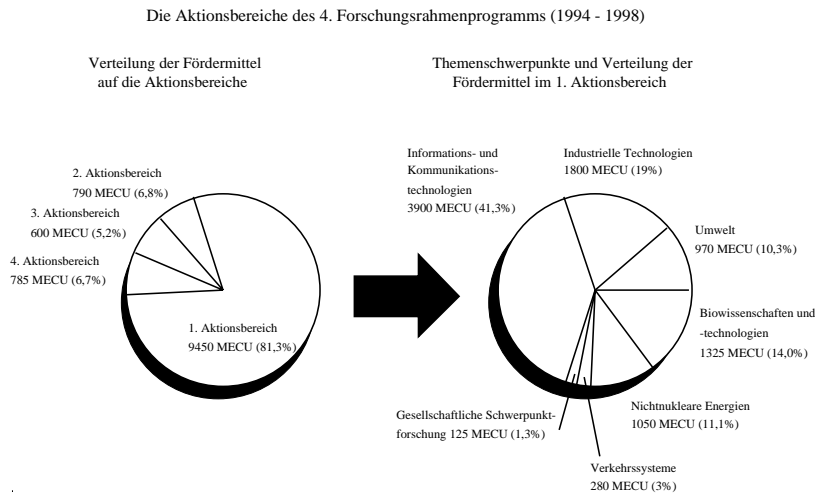 Die Aktionsbereiche des 4. Forschungsrahmenprogramms (1994 - 1998)
Verteilung der Fördermittel
auf die Aktionsbereiche
2. Aktionsbereich
790 MECU (6,8%)
3. Aktionsbereich
600 MECU (5,2%)
4. Aktionsbereich
785 MECU (6,7%)
1. Aktionsbereich
9450 MECU (81,3%)
Themenschwerpunkte und Verteilung der
Fördermittel im 1. Aktionsbereich
Informations- und
Kommunikations-
technologien
3900 MECU (41,3%)
Industrielle Technologien
1800 MECU (19%)
Umwelt
970 MECU (10,3%)
Biowissenschaften und
-technologien
1325 MECU (14,0%)
Nichtnukleare Energien
1050 MECU (11,1%)
Gesellschaftliche Schwerpunkt-
forschung 125 MECU (1,3%)
Verkehrssysteme
280 MECU (3%)